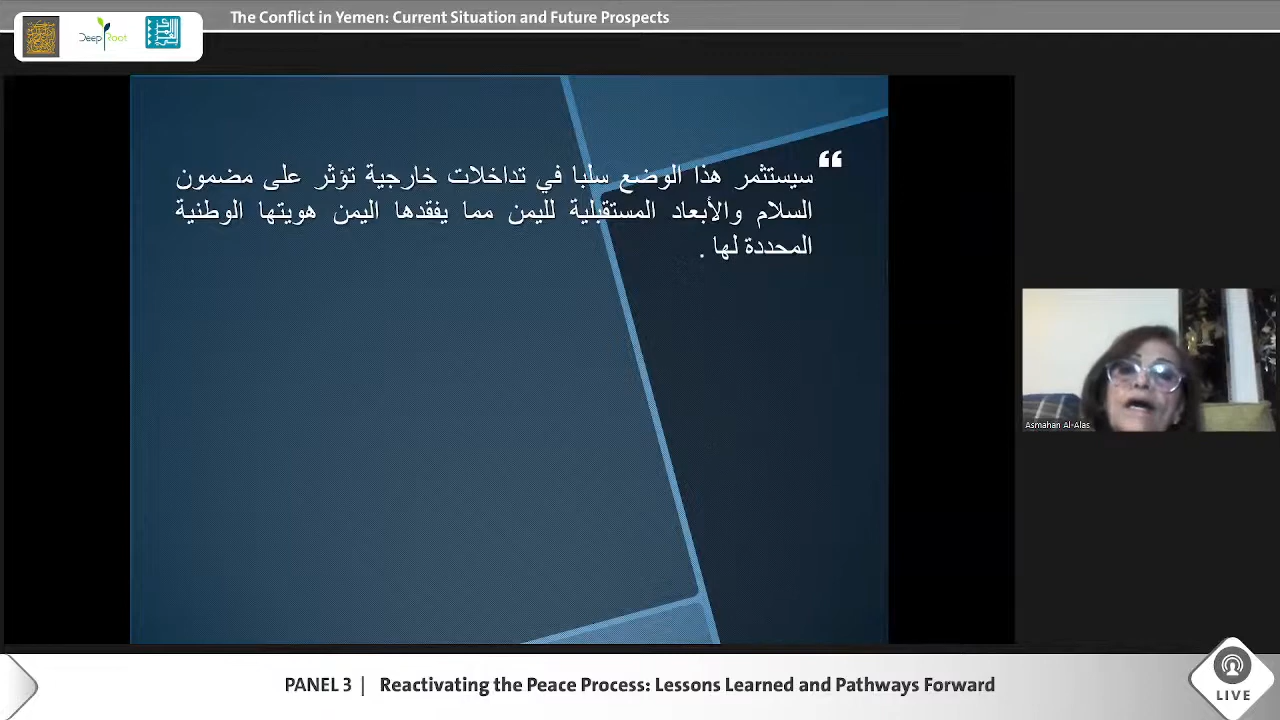 The Conflict in Yemen: Current Situation and Future Prospects
Deep Root
“
سيستثمر هذا الوضع سلبا في تداخلات خارجية تؤثر على مضمون
السلام والأبعاد المستقبلية لليمن مما يفقدها اليمن هويتها الوطنية
المحددة لها .
Asmahan Al-Alas
PANEL 3 | Reactivating the Peace Process: Lessons Learned and Pathways Forward
LIVE